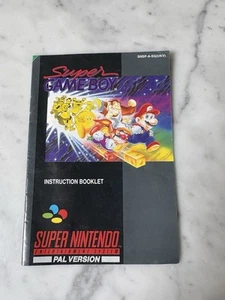 Super
GAME BOY
INSTRUCTION BOOKLET
SUPER NINTENDO
ENTERTAINMENT SYSTEM
PAL VERSION